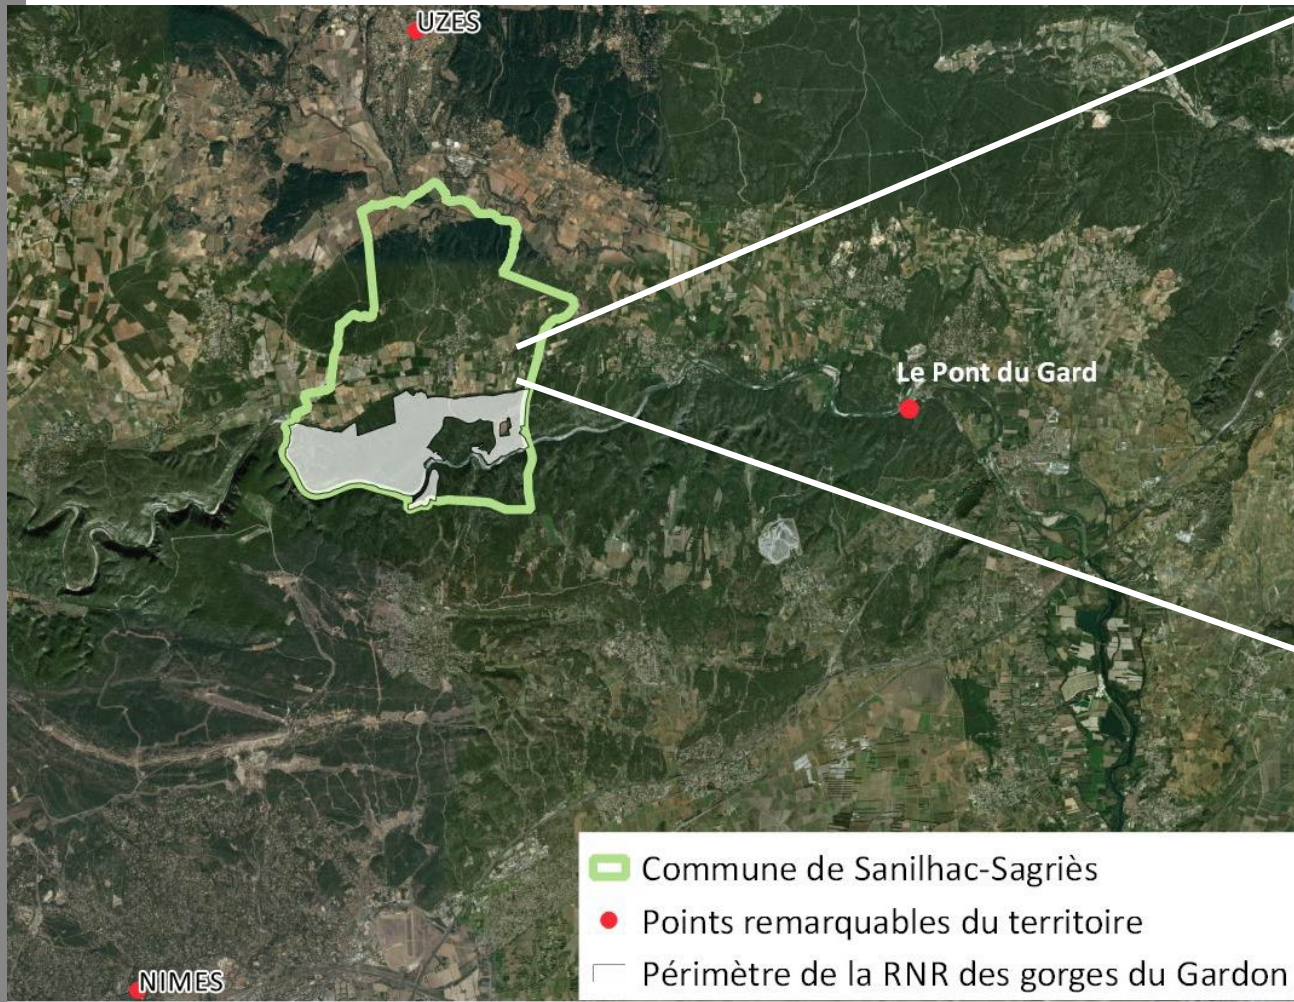 UZES
Le Pont du Gard
Commune de Sanilhac-Sagriès
Points remarquables du territoire
Périmètre de la RNR des gorges du Gardon
NIMES